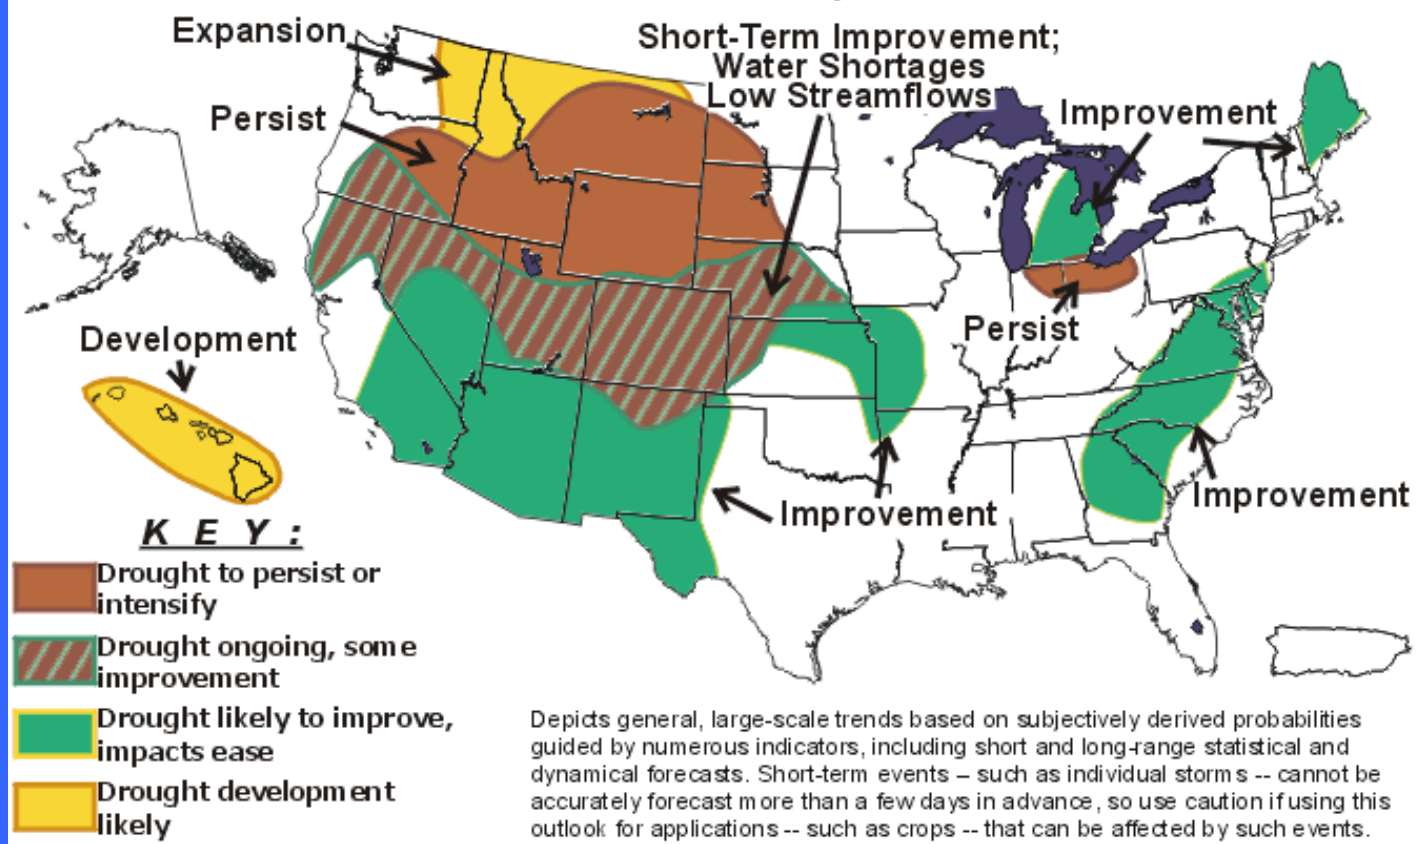 Expansion
Short-Term Improvement;
Water Shortages
Low Streamflows
Persist
Improvement
Development
Persist
Improvement
Improvement
K E Y :
Drought to persist or
intensify
Drought ongoing, some
improvement
Drought likely to improve,
impacts ease
Drought development
likely
Depicts general, large-scale trends based on subjectively derived probabilities
guided by numerous indicators, including short and long-range statistical and
dynamical forecasts. Short-term events – such as individual storms -- cannot be
accurately forecast more than a few days in advance, so use caution if using this
outlook for applications -- such as crops -- that can be affected by such events.